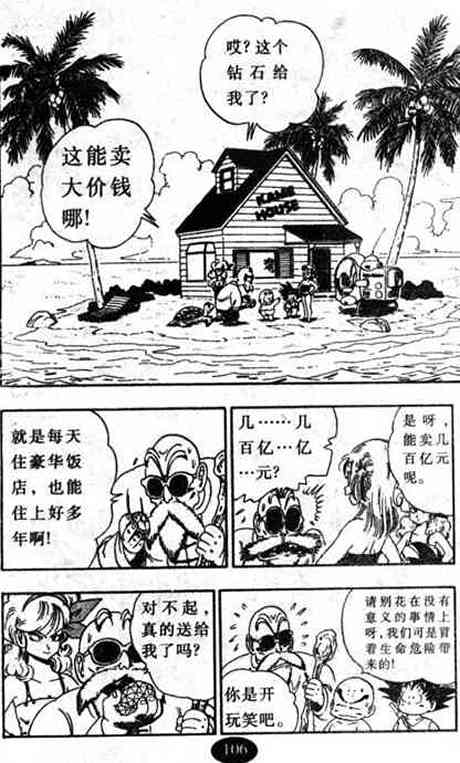 哎？这个
钻石给
我了？
这能卖
大价钱
哪！
KAME
HOUSE
就是每天
住豪华饭
店，也能
住上好多
年啊！
是呀，
能卖几
百亿元
呢。
几……几
百亿…亿
…元？
对不起，
真的送给
我了吗？
你是开
玩笑吧。
请别花在没有
意义的事情上
呀，我们可是冒
着生命危险带
来的！
106